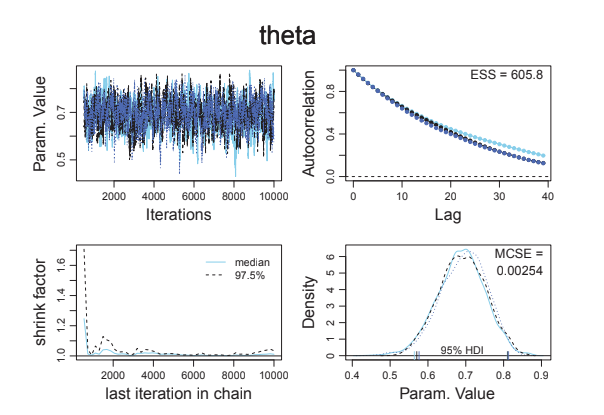 theta
Param. Value
0.5 0.7
2000 4000 6000 8000 10000
Iterations
Autocorrelation
0.0 0.4 0.8
ESS = 605.8
0 10 20 30 40
Lag
shrink factor
1.0 1.2 1.4 1.6
median
97.5%
2000 4000 6000 8000 10000
last iteration in chain
Density
0 1 2 3 4 5 6
MCSE =
0.00254
95% HDI
0.4 0.5 0.6 0.7 0.8 0.9
Param. Value